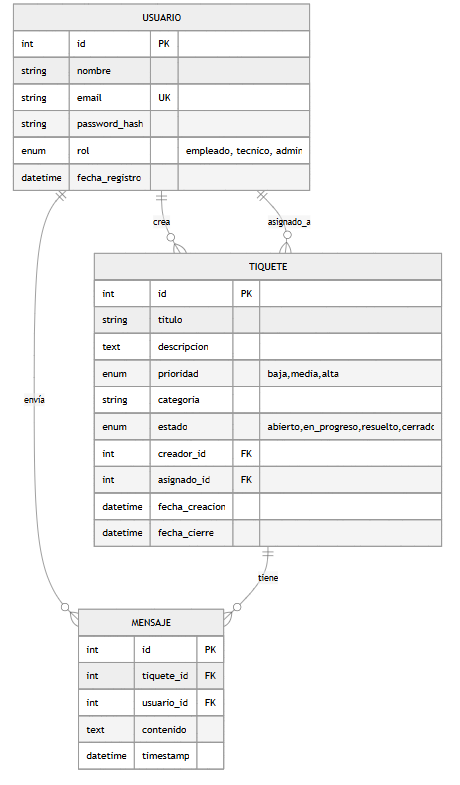 USUARIO
int id PK
string nombre
string email UK
string password_hash
enum rol empleado, tecnico, admin
datetime fecha_registro
crea
asignado_a
TIQUETE
int id PK
string titulo
text descripcion
enum prioridad baja,media,alta
string categoria
enum estado abierto,en_progreso,resuelto,cerrado
int creador_id FK
int asignado_id FK
datetime fecha_creacion
datetime fecha_cierre
envía
tiene
MENSAJE
int id PK
int tiquete_id FK
int usuario_id FK
text contenido
datetime timestamp